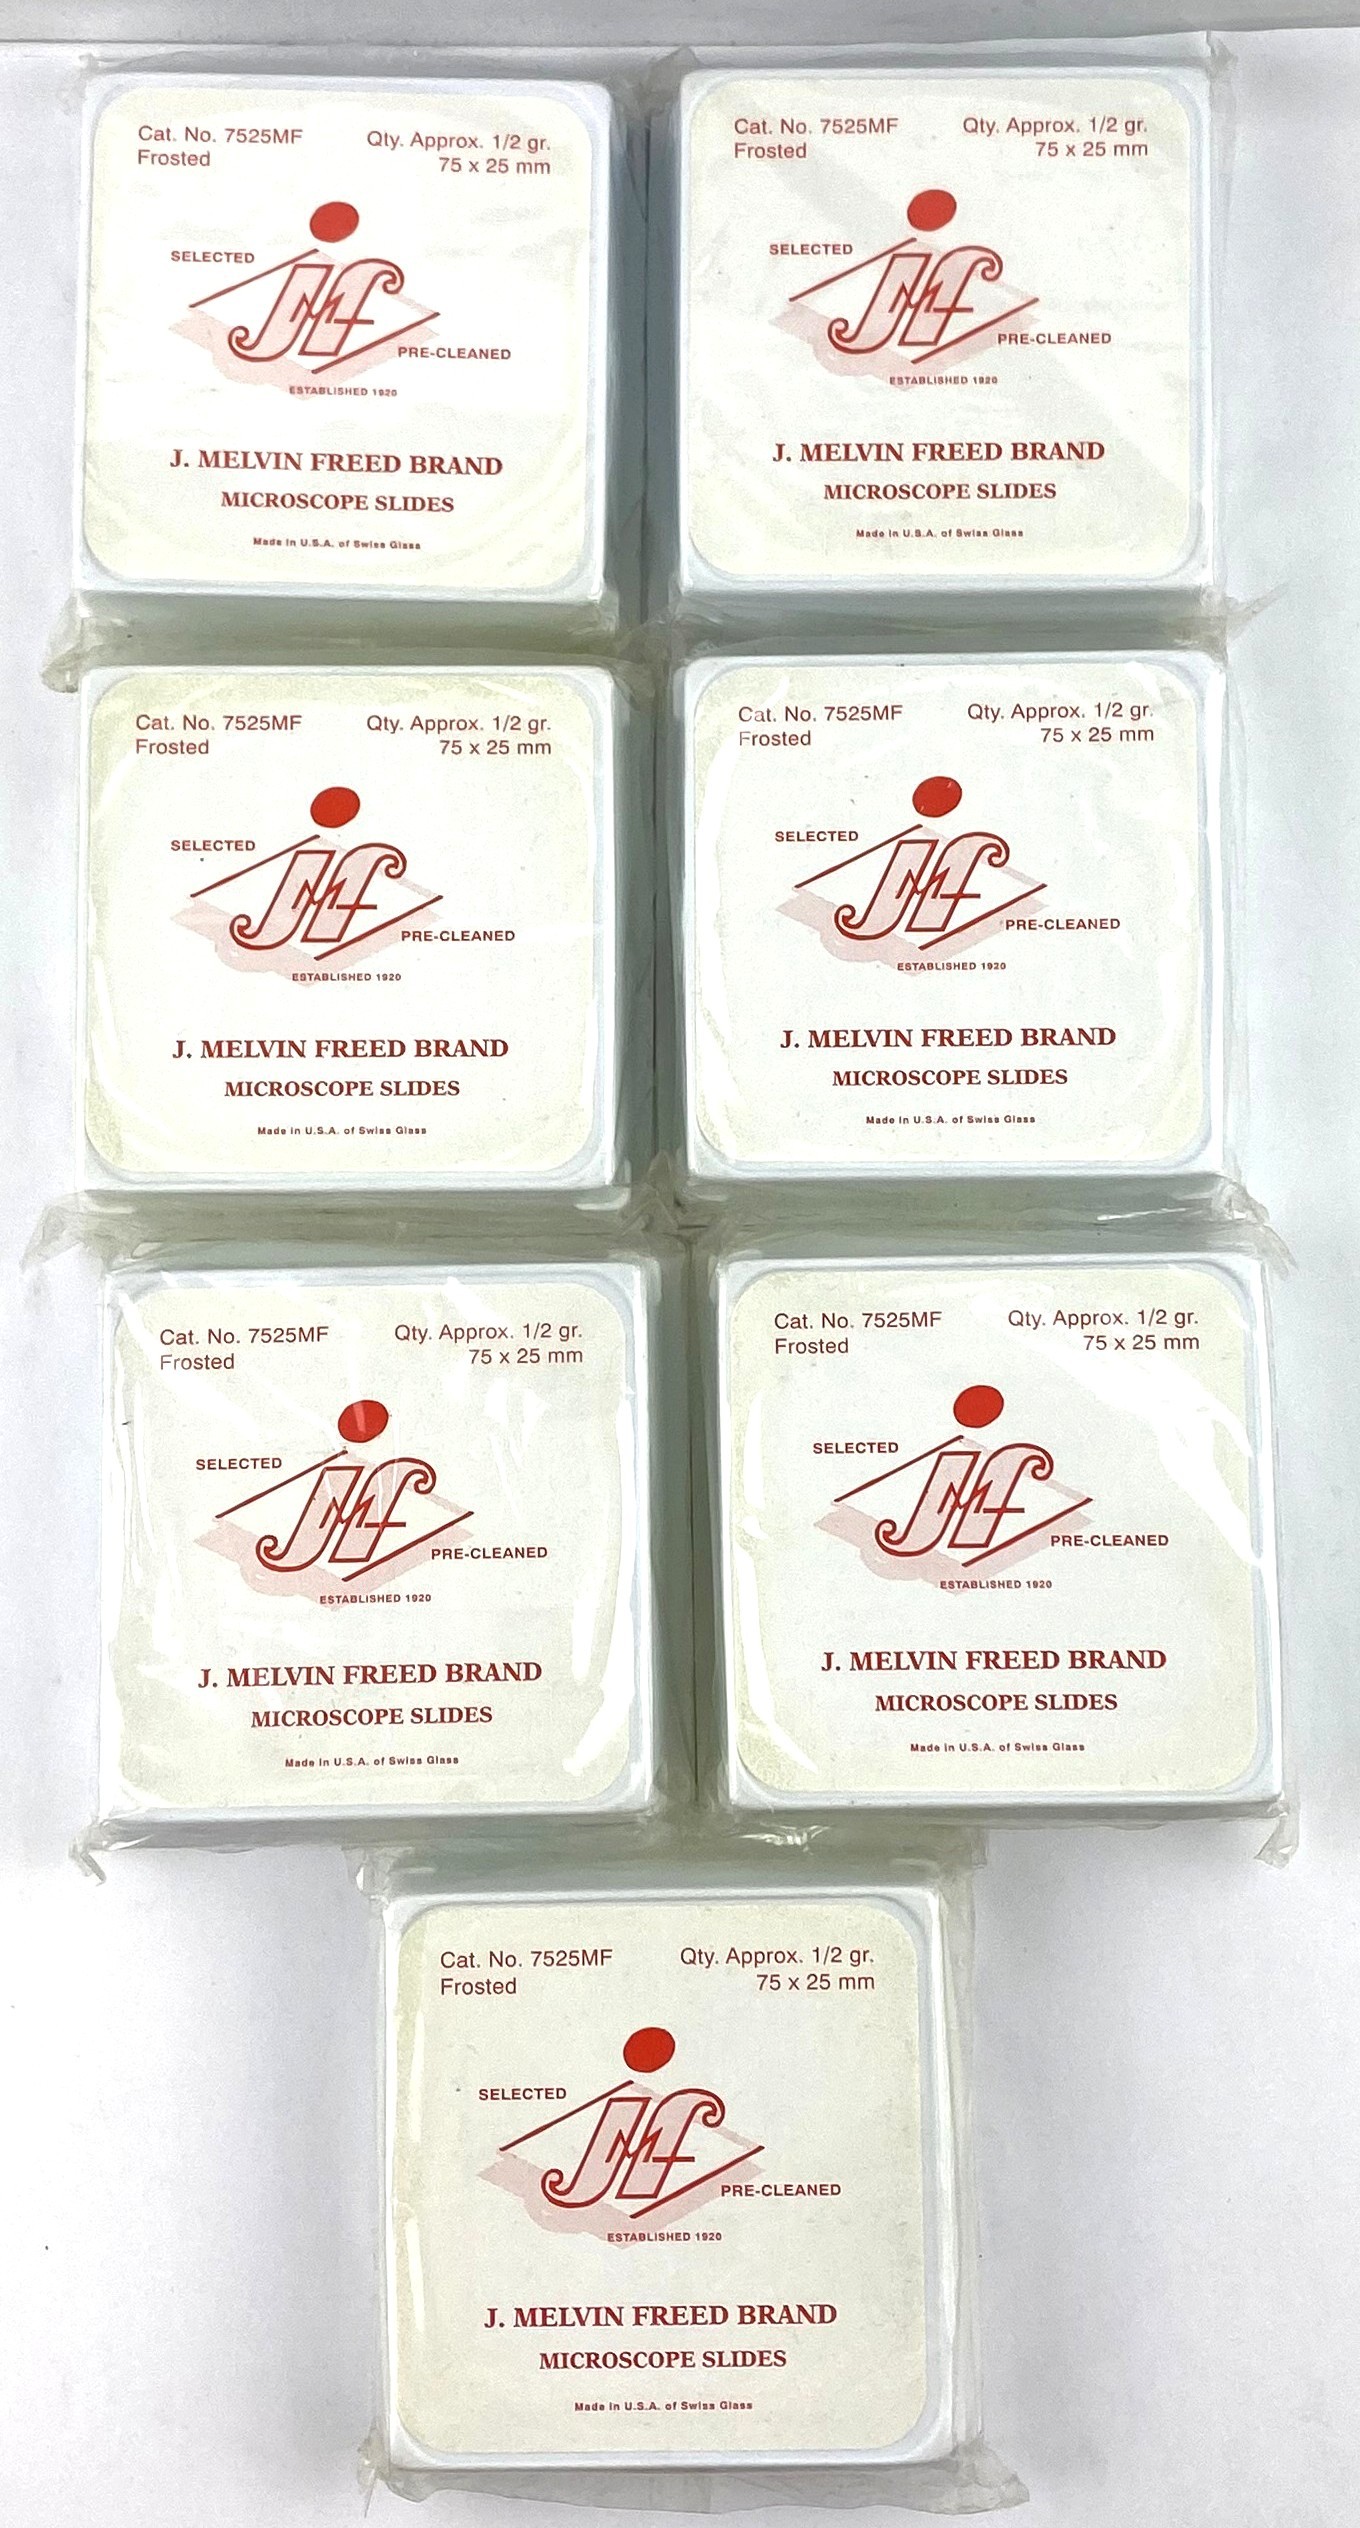 Cat. No. 7525MF Qty. Approx. 1/2 gr.
Frosted 75 x 25 mm
SELECTED
JMf
PRE-CLEANED
ESTABLISHED 1920
J. MELVIN FREED BRAND
MICROSCOPE SLIDES
Made in U.S.A. of Swiss Glass
Cat. No. 7525MF Qty. Approx. 1/2 gr.
Frosted 75 x 25 mm
SELECTED
JMf
PRE-CLEANED
ESTABLISHED 1920
J. MELVIN FREED BRAND
MICROSCOPE SLIDES
Made in U.S.A. of Swiss Glass
Cat. No. 7525MF Qty. Approx. 1/2 gr.
Frosted 75 x 25 mm
SELECTED
JMf
PRE-CLEANED
ESTABLISHED 1920
J. MELVIN FREED BRAND
MICROSCOPE SLIDES
Made in U.S.A. of Swiss Glass
Cat. No. 7525MF Qty. Approx. 1/2 gr.
Frosted 75 x 25 mm
SELECTED
JMf
PRE-CLEANED
ESTABLISHED 1920
J. MELVIN FREED BRAND
MICROSCOPE SLIDES
Made in U.S.A. of Swiss Glass
Cat. No. 7525MF Qty. Approx. 1/2 gr.
Frosted 75 x 25 mm
SELECTED
JMf
PRE-CLEANED
ESTABLISHED 1920
J. MELVIN FREED BRAND
MICROSCOPE SLIDES
Made in U.S.A. of Swiss Glass
Cat. No. 7525MF Qty. Approx. 1/2 gr.
Frosted 75 x 25 mm
SELECTED
JMf
PRE-CLEANED
ESTABLISHED 1920
J. MELVIN FREED BRAND
MICROSCOPE SLIDES
Made in U.S.A. of Swiss Glass
Cat. No. 7525MF Qty. Approx. 1/2 gr.
Frosted 75 x 25 mm
SELECTED
JMf
PRE-CLEANED
ESTABLISHED 1920
J. MELVIN FREED BRAND
MICROSCOPE SLIDES
Made in U.S.A. of Swiss Glass